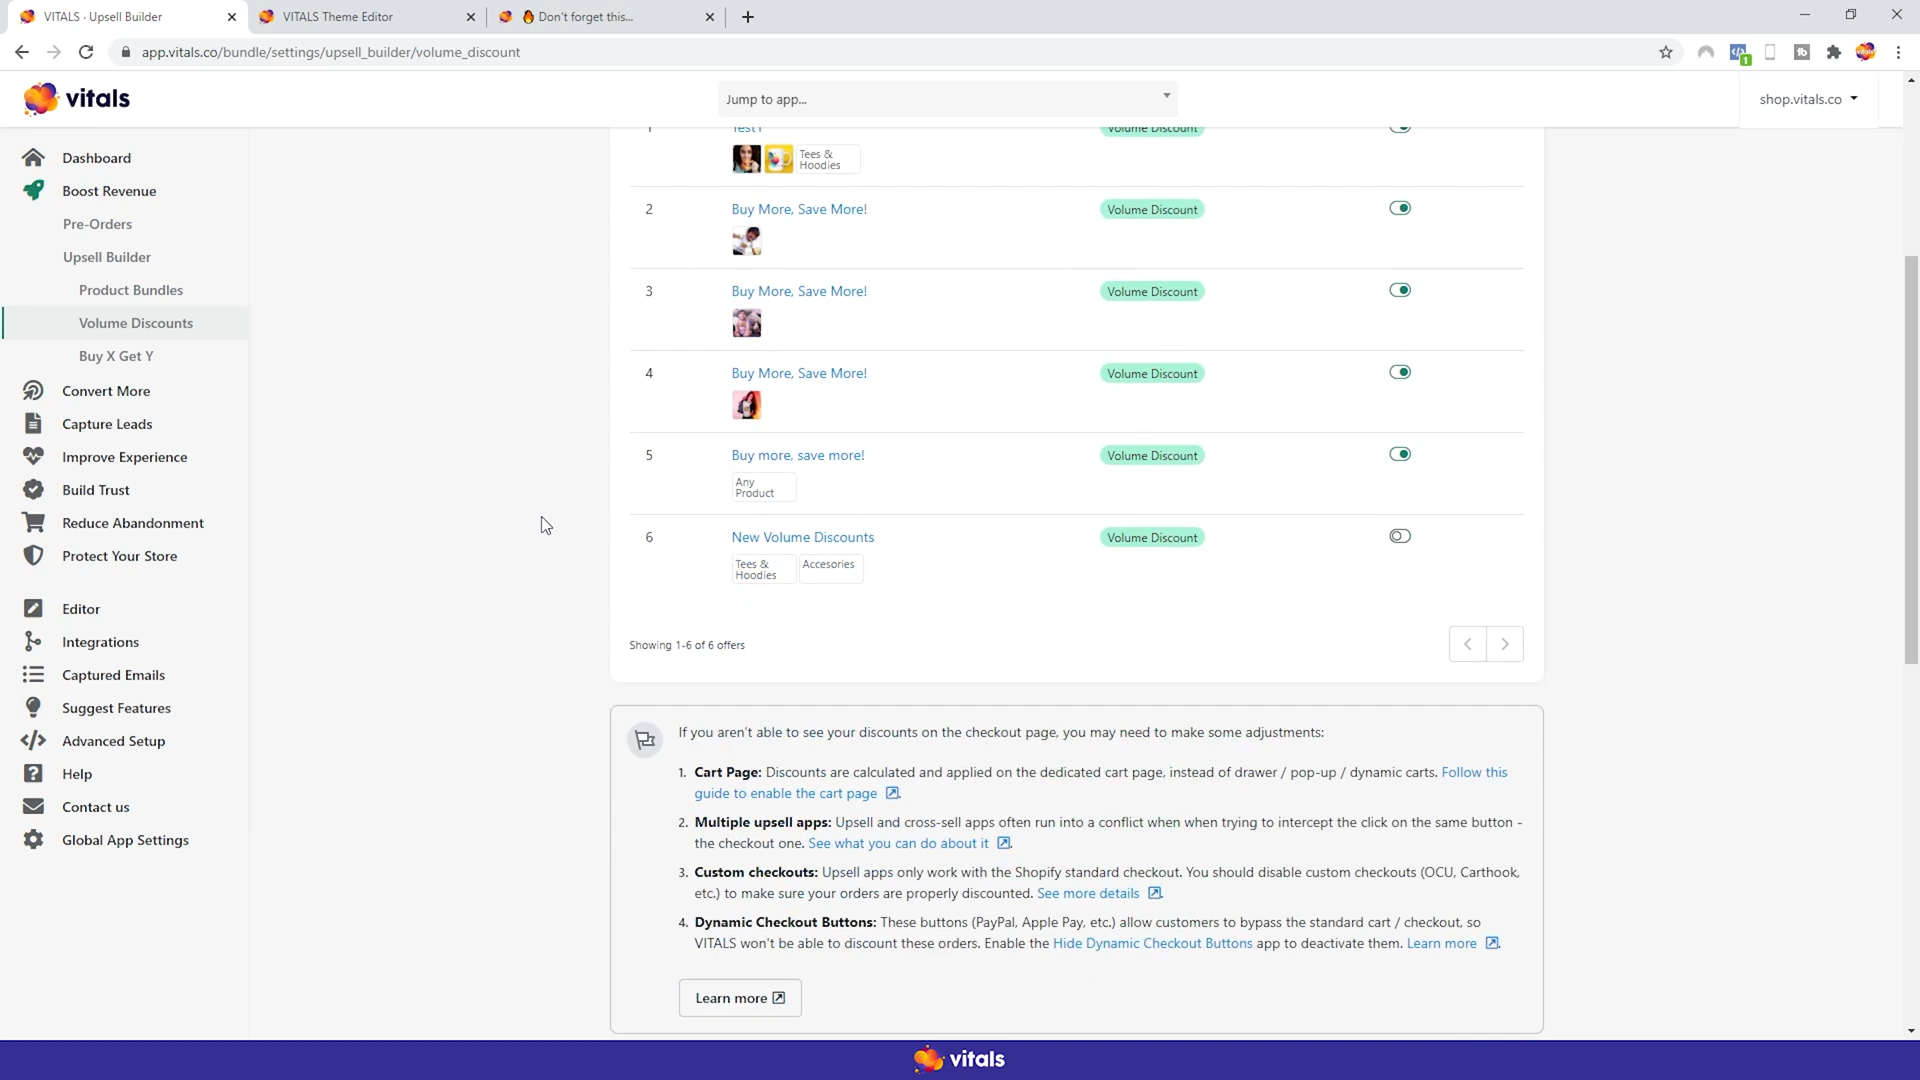 VITALS · Upsell Builder
VITALS Theme Editor
Don't forget this...
app.vitals.co/bundle/settings/upsell_builder/volume_discount
1
vitals
Jump to app...
shop.vitals.co
Dashboard
Boost Revenue
Pre-Orders
Upsell Builder
Product Bundles
Volume Discounts
Buy X Get Y
Convert More
Capture Leads
Improve Experience
Build Trust
Reduce Abandonment
Protect Your Store
Editor
Integrations
Captured Emails
Suggest Features
Advanced Setup
Help
Contact us
Global App Settings
1 Test1 Volume Discount
Tees &
Hoodies
2 Buy More, Save More! Volume Discount
3 Buy More, Save More! Volume Discount
4 Buy More, Save More! Volume Discount
5 Buy more, save more! Volume Discount
Any
Product
6 New Volume Discounts Volume Discount
Tees &
Hoodies
Accesories
Showing 1-6 of 6 offers
If you aren't able to see your discounts on the checkout page, you may need to make some adjustments:
1. Cart Page: Discounts are calculated and applied on the dedicated cart page, instead of drawer / pop-up / dynamic carts. Follow this
guide to enable the cart page .
2. Multiple upsell apps: Upsell and cross-sell apps often run into a conflict when when trying to intercept the click on the same button -
the checkout one. See what you can do about it .
3. Custom checkouts: Upsell apps only work with the Shopify standard checkout. You should disable custom checkouts (OCU, Carthook,
etc.) to make sure your orders are properly discounted. See more details .
4. Dynamic Checkout Buttons: These buttons (PayPal, Apple Pay, etc.) allow customers to bypass the standard cart / checkout, so
VITALS won't be able to discount these orders. Enable the Hide Dynamic Checkout Buttons app to deactivate them. Learn more .
Learn more
vitals